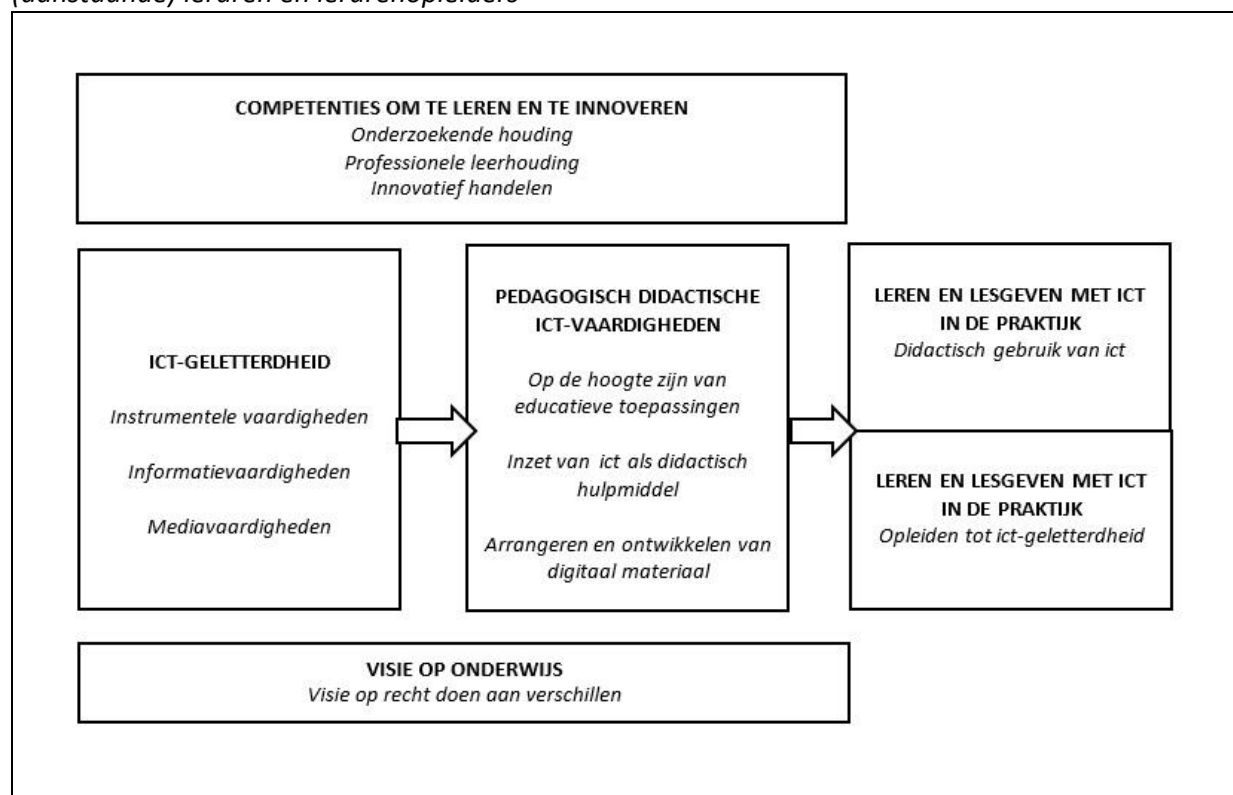 (aanstaande) leraren en lerarenopleiders
COMPETENTIES OM TE LEREN EN TE INNOVEREN
Onderzoekende houding
Professionele leerhouding
Innovatief handelen
ICT-GELETTERDHEID
Instrumentele vaardigheden
Informatievaardigheden
Mediavaardigheden
PEDAGOGISCH DIDACTISCHE
ICT-VAARDIGHEDEN
Op de hoogte zijn van
educatieve toepassingen
Inzet van ict als didactisch
hulpmiddel
Arrangeren en ontwikkelen van
digitaal materiaal
LEREN EN LESGEVEN MET ICT
IN DE PRAKTIJK
Didactisch gebruik van ict
LEREN EN LESGEVEN MET ICT
IN DE PRAKTIJK
Opleiden tot ict-geletterdheid
VISIE OP ONDERWIJS
Visie op recht doen aan verschillen